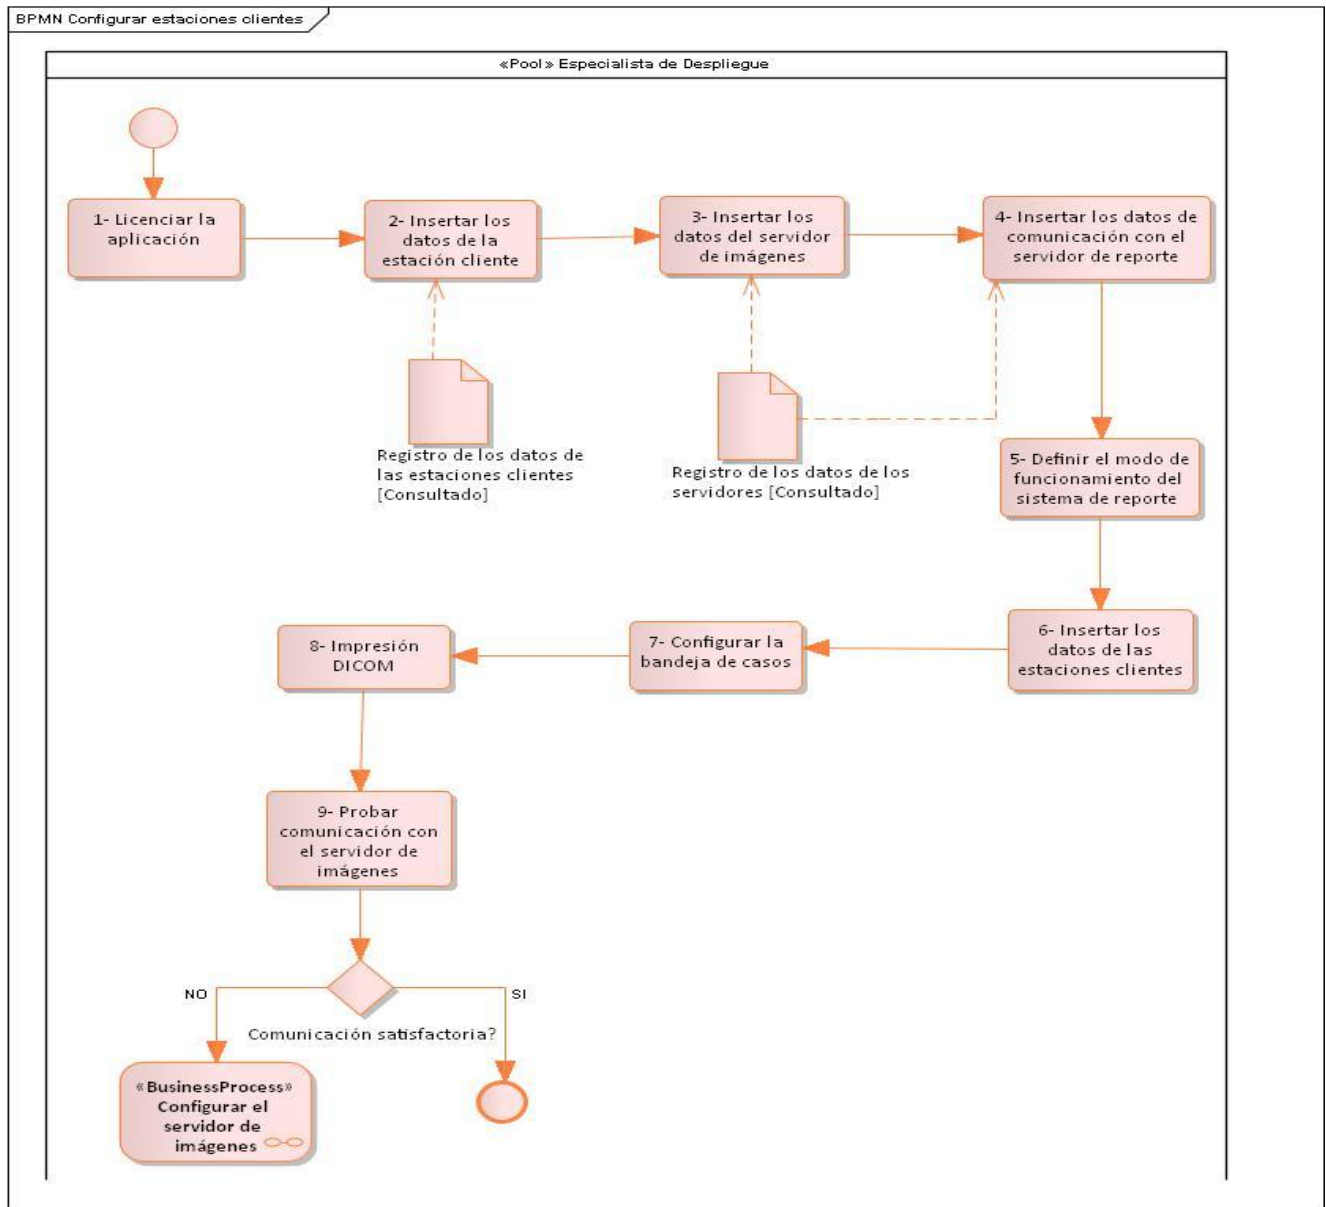 BPMN Configurar estaciones clientes
«Pool» Especialista de Despliegue
1- Licenciar la
aplicación
2- Insertar los
datos de la
estación cliente
3- Insertar los
datos del servidor
de imágenes
4- Insertar los datos de
comunicación con el
servidor de reporte
Registro de los datos de
las estaciones clientes
[Consultado]
Registro de los datos de los
servidores [Consultado]
5- Definir el modo de
funcionamiento del
sistema de reporte
6- Insertar los
datos de las
estaciones clientes
7- Configurar la
bandeja de casos
8- Impresión
DICOM
9- Probar
comunicación con
el servidor de
imágenes
NO
SI
Comunicación satisfactoria?
«BusinessProcess»
Configurar el
servidor de
imágenes